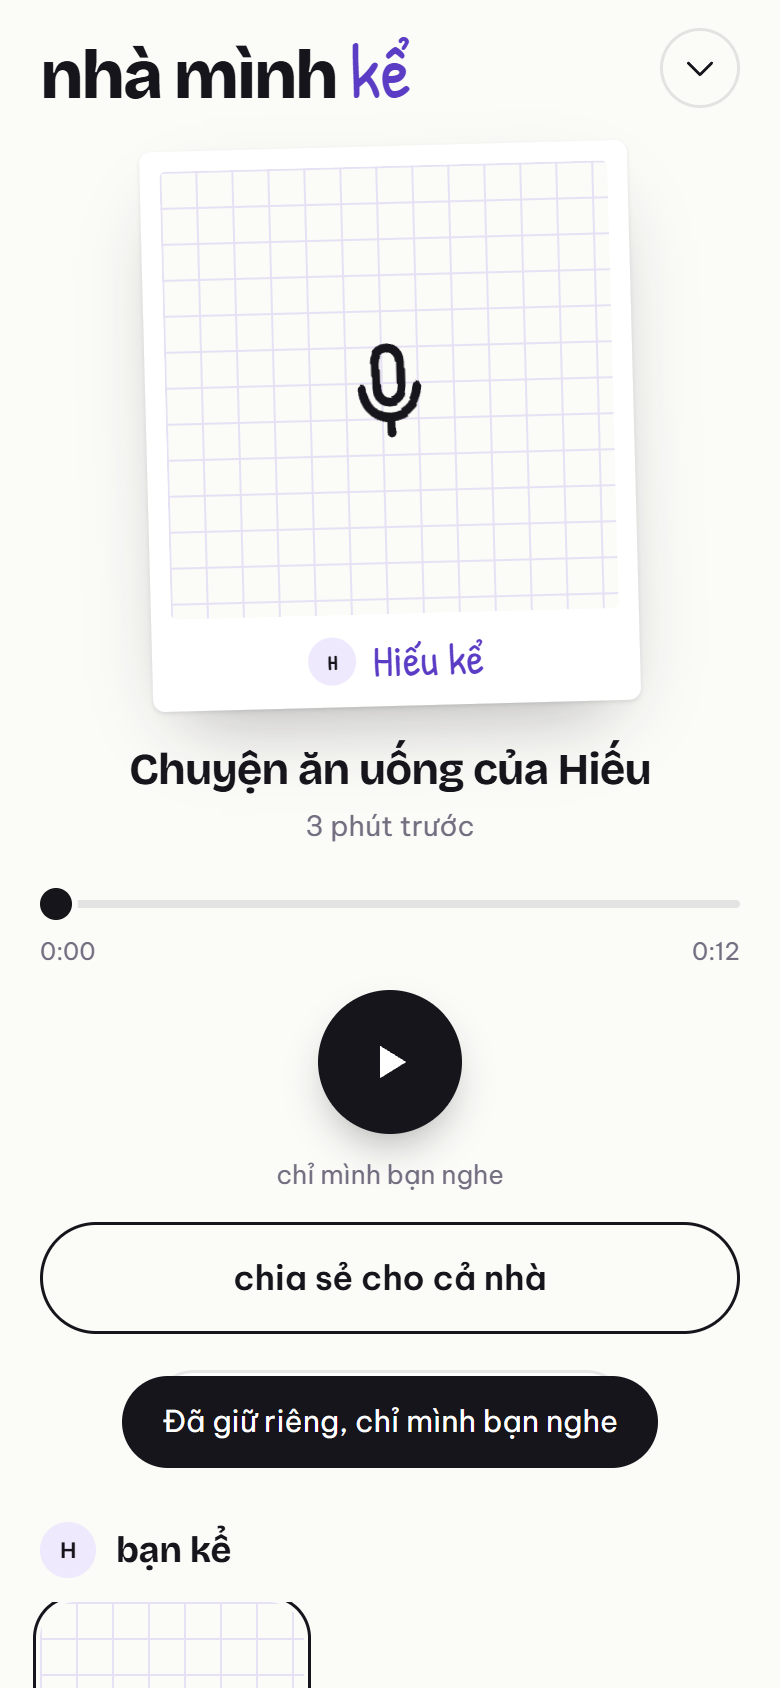 nhà mình kể
H Hiếu kể
Chuyện ăn uống của Hiếu
3 phút trước
0:00 0:12
chỉ mình bạn nghe
chia sẻ cho cả nhà
Đã giữ riêng, chỉ mình bạn nghe
H bạn kể